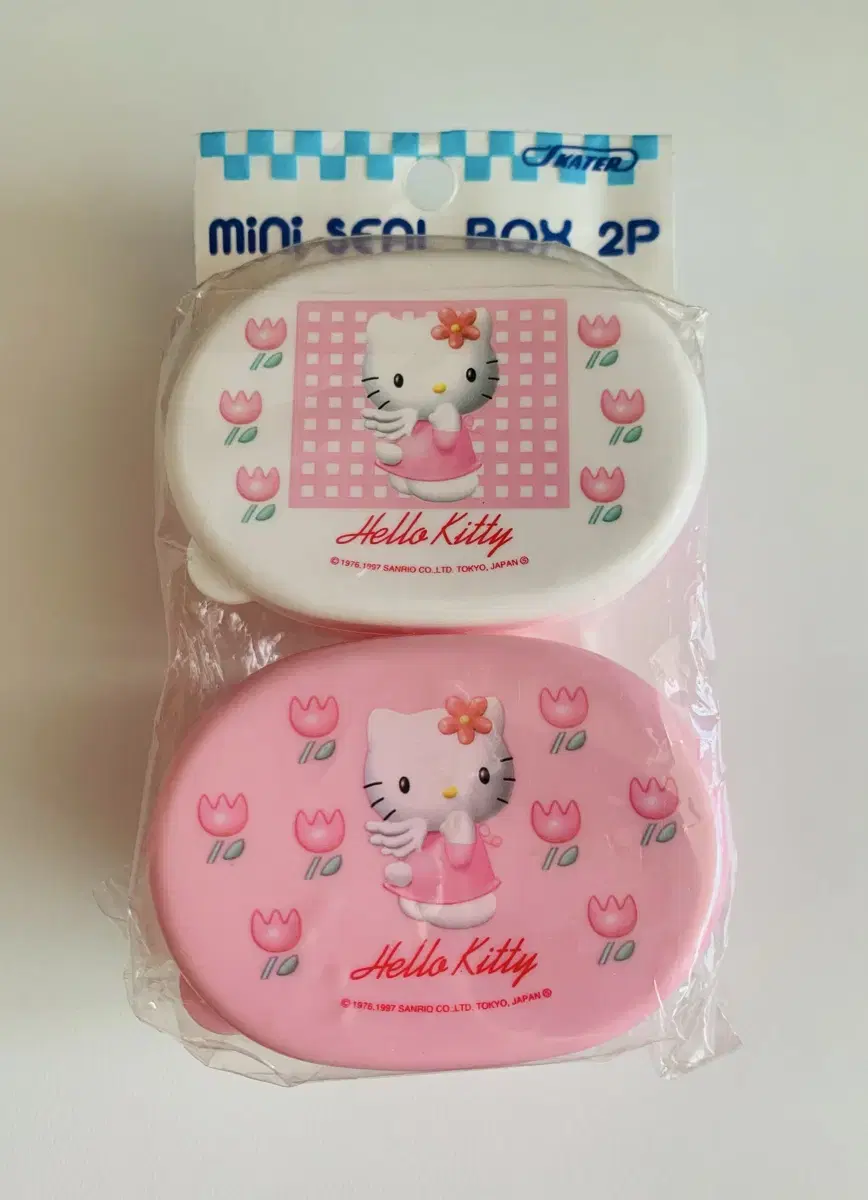 SKATER
mini SEAL BOX 2P
Hello Kitty
©1976,1997 SANRIO CO.,LTD. TOKYO, JAPAN Ⓢ
Hello Kitty
©1976,1997 SANRIO CO.,LTD. TOKYO, JAPAN Ⓢ